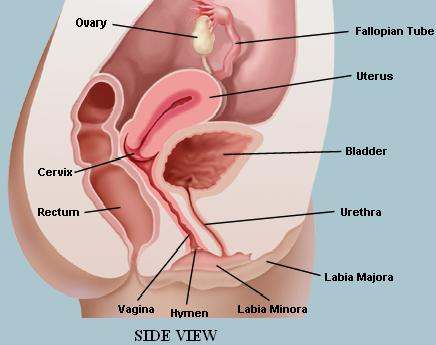 Ovary
Fallopian Tube
Uterus
Bladder
Cervix
Rectum
Urethra
Labia Majora
Vagina
Hymen
Labia Minora
SIDE VIEW